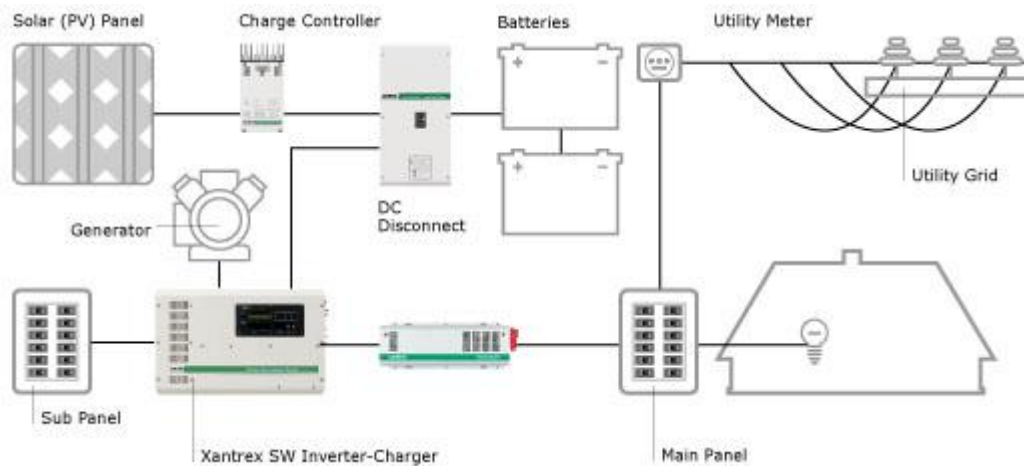 Solar (PV) Panel
Charge Controller
Batteries
Utility Meter
Utility Grid
Generator
DC
Disconnect
Sub Panel
Xantrex SW Inverter-Charger
Main Panel